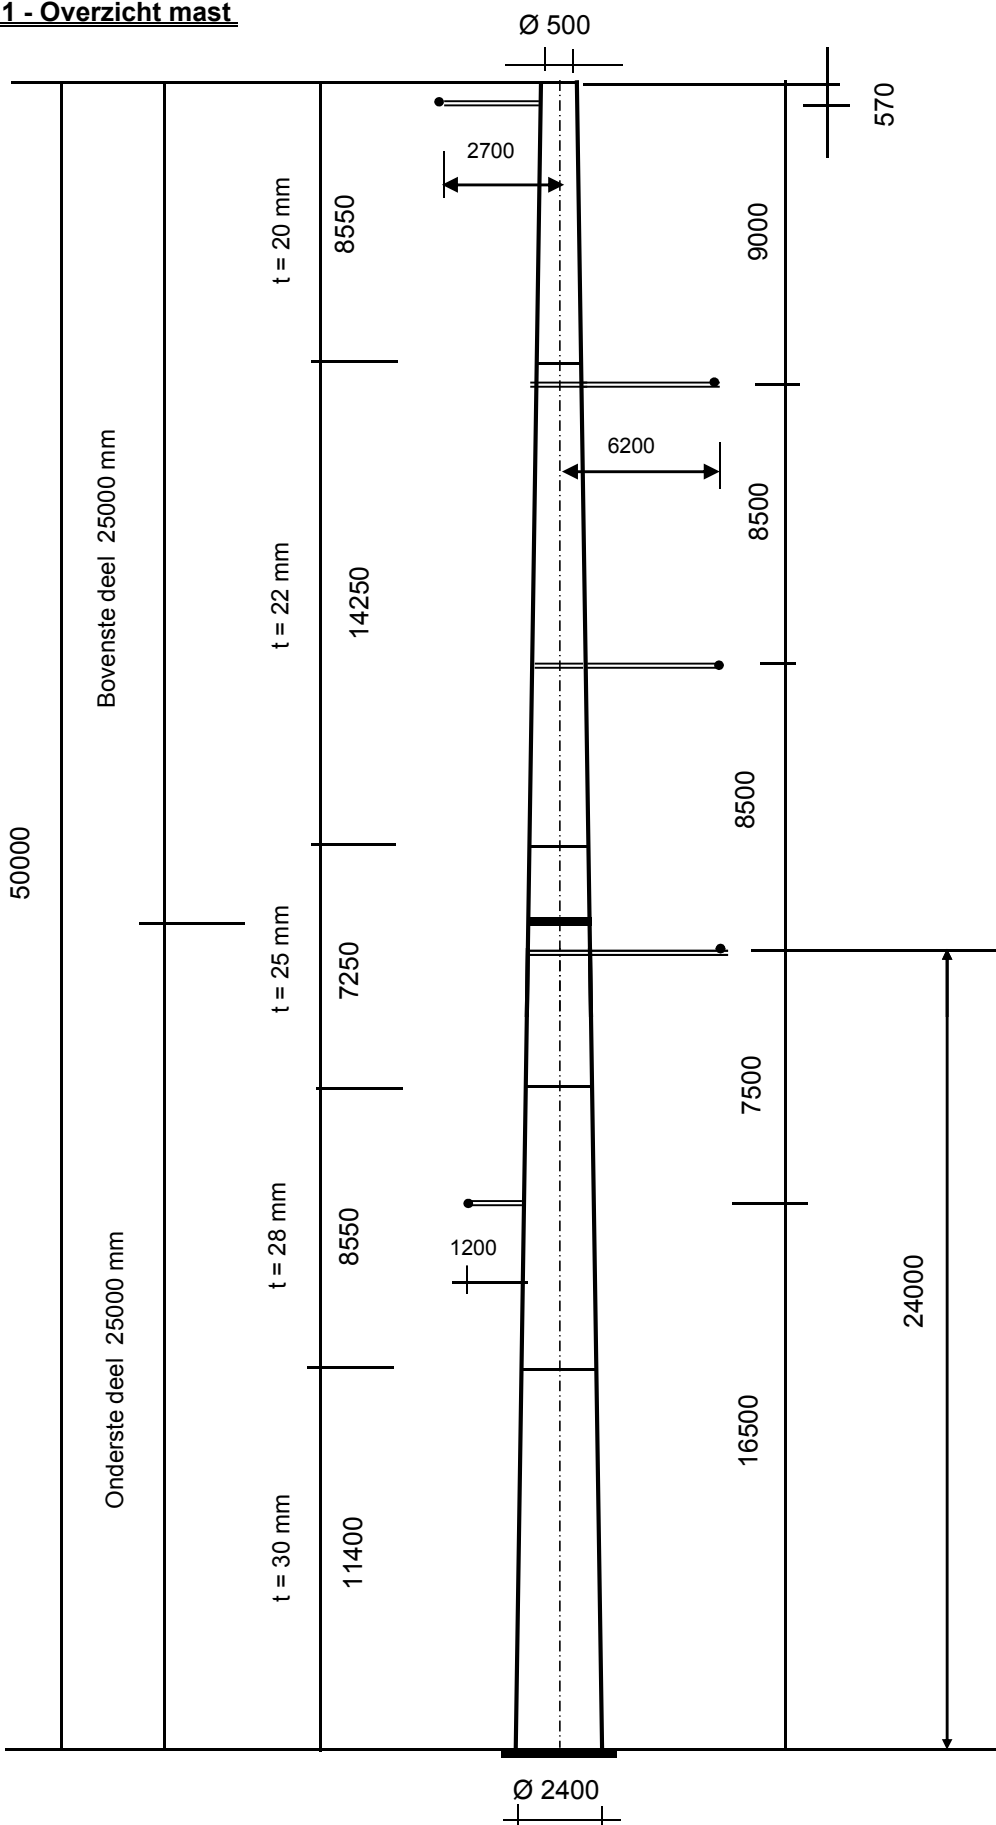 1 - Overzicht mast
Ø 500
570
2700
t = 20 mm
8550
9000
6200
Bovenste deel 25000 mm
8500
t = 22 mm
14250
8500
50000
t = 25 mm
7250
7500
t = 28 mm
8550
1200
24000
Onderste deel 25000 mm
16500
t = 30 mm
11400
Ø 2400